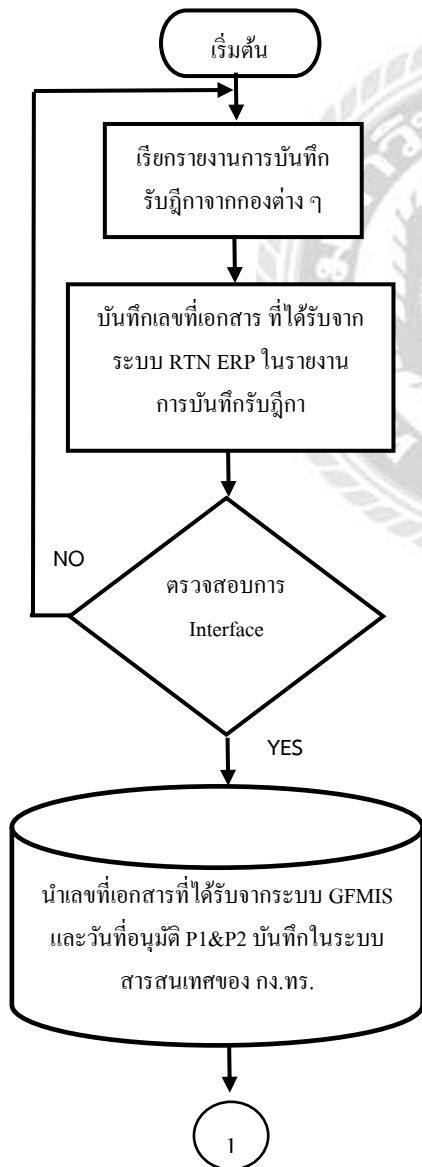 เริ่มต้น
เรียกรายงานการบันทึก
รับฎีกาจากกองต่าง ๆ
บันทึกเลขที่เอกสาร ที่ได้รับจาก
ระบบ RTN ERP ในรายงาน
การบันทึกรับฎีกา
NO
ตรวจสอบการ
Interface
YES
นำเลขที่เอกสารที่ได้รับจากระบบ GFMIS
และวันที่อนุมัติ P1&P2 บันทึกในระบบ
สารสนเทศของ กง.ทร.
1